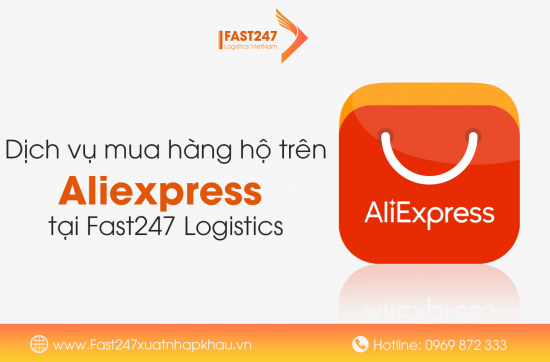 FAST247
Logistics VietNam
Dịch vụ mua hàng hộ trên
Aliexpress
tại Fast247 Logistics
AliExpress
www.Fast247xuatnhapkhau.vn
Hotline: 0969 872 333